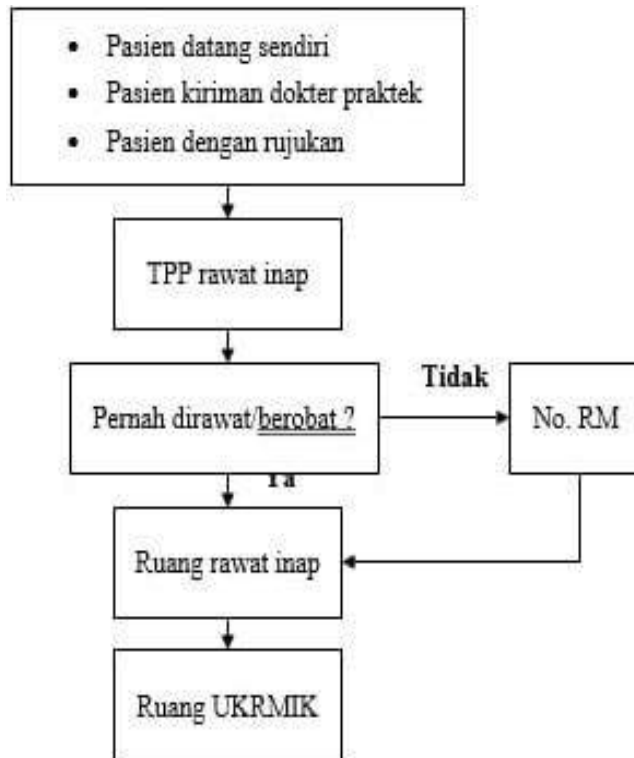 • Pasien datang sendiri
• Pasien kiriman dokter praktek
• Pasien dengan rujukan
TPP rawat inap
Tidak
Pernah dirawat/berobat ?
No. RM
Ya
Ruang rawat inap
Ruang UKRMIK